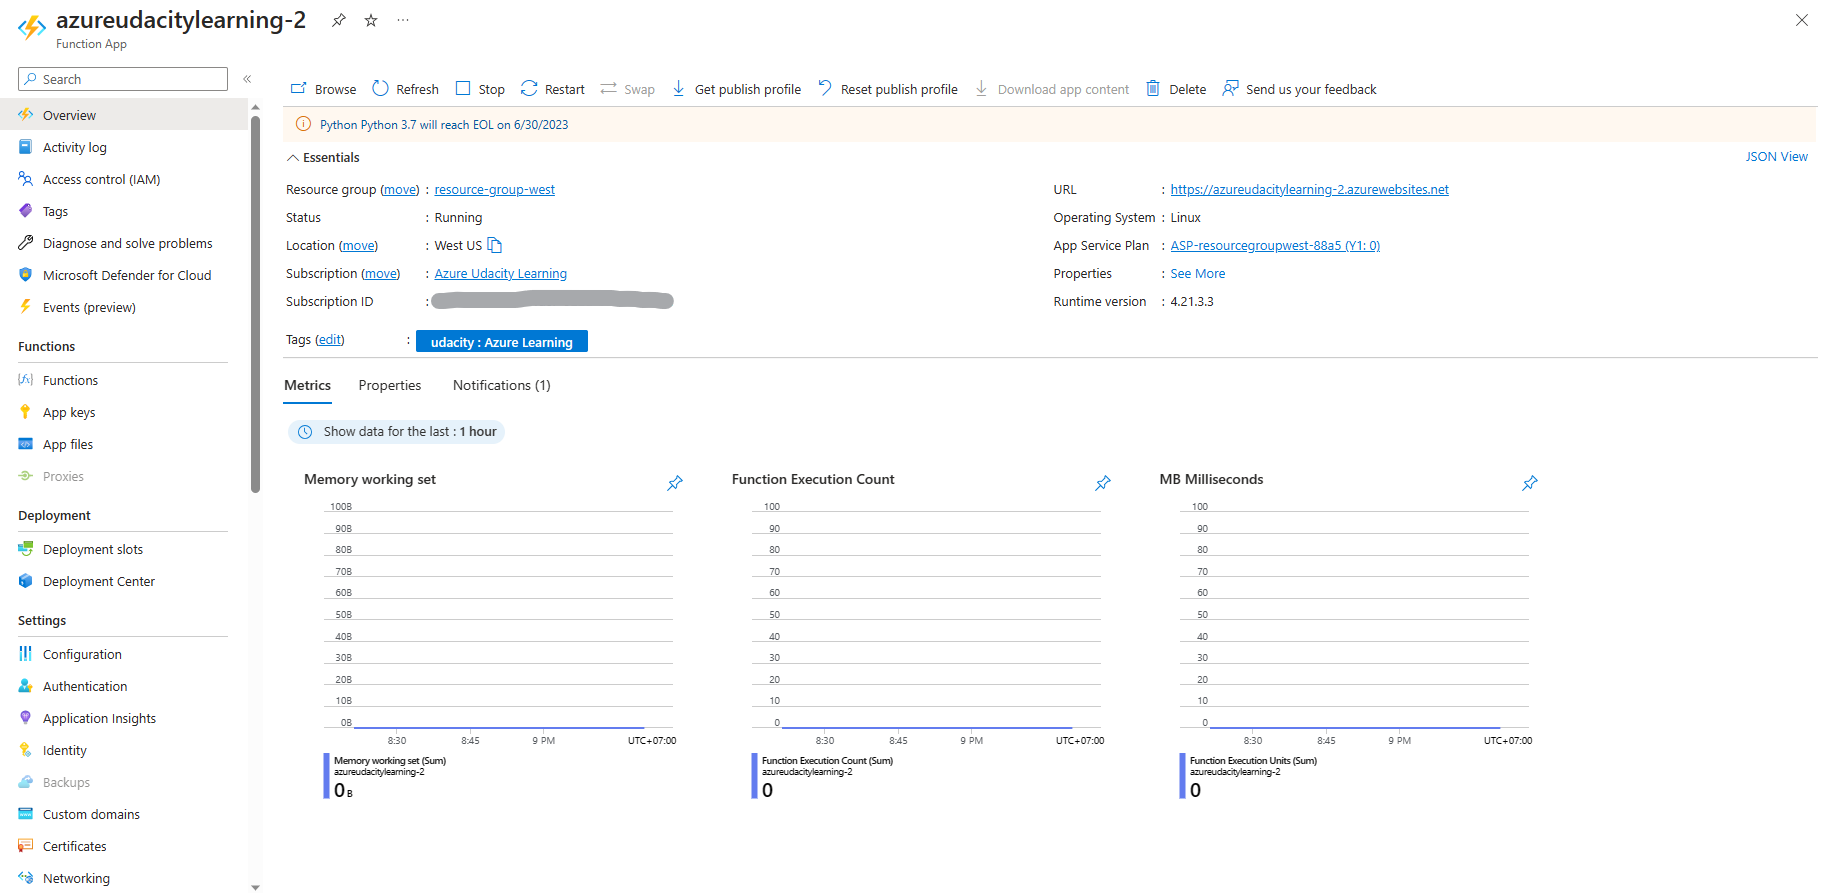 azureudacitylearning-2
Function App
Search
Overview
Activity log
Access control (IAM)
Tags
Diagnose and solve problems
Microsoft Defender for Cloud
Events (preview)
Functions
Functions
App keys
App files
Proxies
Deployment
Deployment slots
Deployment Center
Settings
Configuration
Authentication
Application Insights
Identity
Backups
Custom domains
Certificates
Networking
Browse Refresh Stop Restart Swap Get publish profile Reset publish profile Download app content Delete Send us your feedback
Python Python 3.7 will reach EOL on 6/30/2023
Essentials
JSON View
Resource group (move) : resource-group-west
Status : Running
Location (move) : West US
Subscription (move) : Azure Udacity Learning
Subscription ID :
URL : https://azureudacitylearning-2.azurewebsites.net
Operating System : Linux
App Service Plan : ASP-resourcegroupwest-88a5 (Y1: 0)
Properties : See More
Runtime version : 4.21.3.3
Tags (edit) : udacity : Azure Learning
Metrics Properties Notifications (1)
Show data for the last : 1 hour
Memory working set
100B
90B
80B
70B
60B
50B
40B
30B
20B
10B
0B
8:30 8:45 9 PM UTC+07:00
Memory working set (Sum)
azureudacitylearning-2
0 B
Function Execution Count
100
90
80
70
60
50
40
30
20
10
0
8:30 8:45 9 PM UTC+07:00
Function Execution Count (Sum)
azureudacitylearning-2
0
MB Milliseconds
100
90
80
70
60
50
40
30
20
10
0
8:30 8:45 9 PM UTC+07:00
Function Execution Units (Sum)
azureudacitylearning-2
0